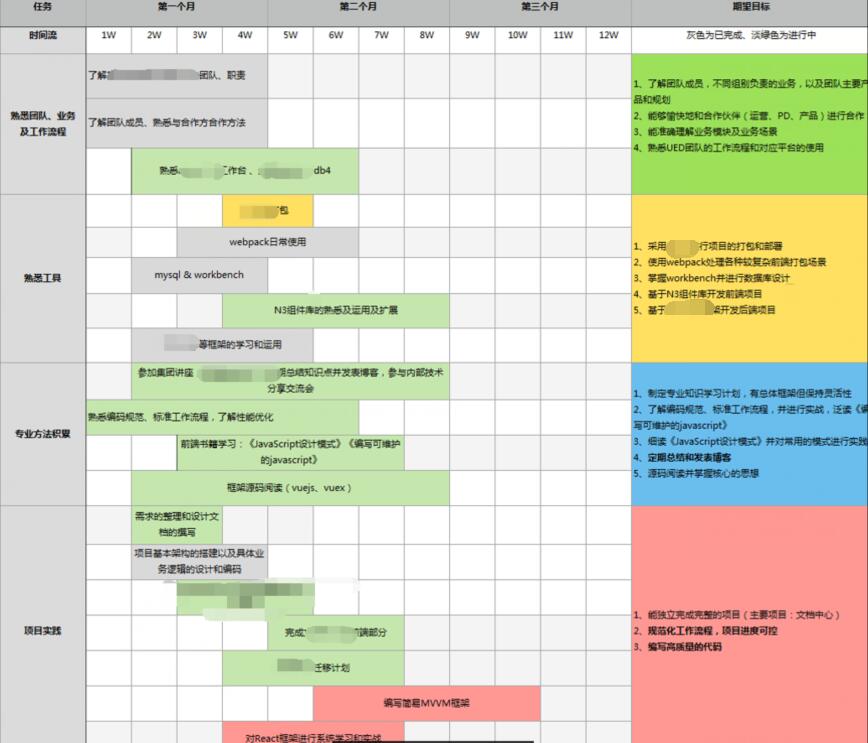 任务 第一个月 第二个月 第三个月 期望目标
时间流 1W 2W 3W 4W 5W 6W 7W 8W 9W 10W 11W 12W 灰色为已完成、淡绿色为进行中
熟悉团队、业务
及工作流程
了解 团队、职责
了解团队成员、熟悉与合作方合作方法
熟悉 工作台、 db4
1、了解团队成员，不同组别负责的业务，以及团队主要产
品和规划
2、能够愉快地和合作伙伴（运营、PD、产品）进行合作
3、能准确理解业务模块及业务场景
4、熟悉UED团队的工作流程和对应平台的使用
熟悉工具
包
webpack日常使用
mysql & workbench
N3组件库的熟悉及运用及扩展
等框架的学习和运用
1、采用 行项目的打包和部署
2、使用webpack处理各种较复杂前端打包场景
3、掌握workbench并进行数据库设计
4、基于N3组件库开发前端项目
5、基于 架开发后端项目
专业方法积累
参加集团讲座 期总结知识点并发表博客，参与内部技术
分享交流会
熟悉编码规范、标准工作流程，了解性能优化
前端书籍学习：《JavaScript设计模式》《编写可维护
的javascript》
框架源码阅读（vuejs、vuex）
1、制定专业知识学习计划，有总体框架但保持灵活性
2、了解编码规范、标准工作流程，并进行实战，泛读《编
写可维护的javascript》
3、细读《JavaScript设计模式》并对常用的模式进行实践
4、定期总结和发表博客
5、源码阅读并掌握核心的思想
项目实践
需求的整理和设计文
档的撰写
项目基本架构的搭建以及具体业
务逻辑的设计和编码
完成 前端部分
迁移计划
编写简易MVVM框架
对React框架进行系统学习和实战
1、能独立完成完整的项目（主要项目：文档中心）
2、规范化工作流程，项目进度可控
3、编写高质量的代码